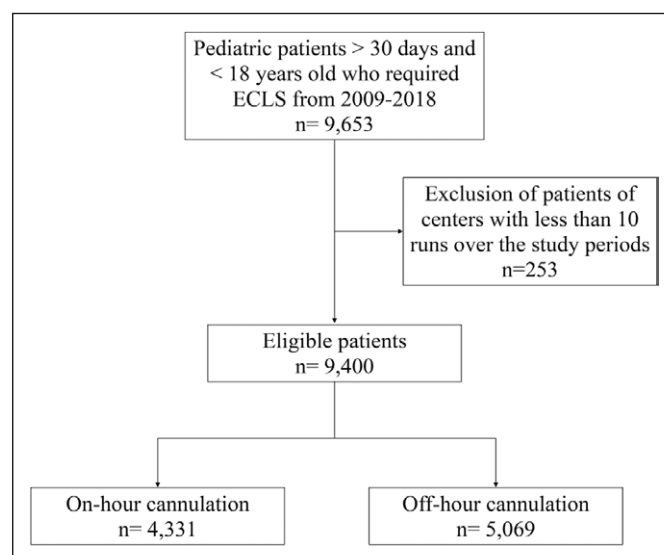 Pediatric patients > 30 days and
< 18 years old who required
ECLS from 2009-2018
n= 9,653
Exclusion of patients of
centers with less than 10
runs over the study periods
n=253
Eligible patients
n= 9,400
On-hour cannulation
n= 4,331
Off-hour cannulation
n= 5,069